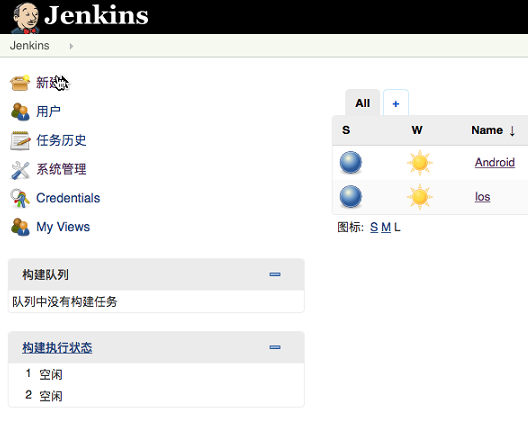 Jenkins
Jenkins
新建
用户
任务历史
系统管理
Credentials
My Views
构建队列
队列中没有构建任务
构建执行状态
1 空闲
2 空闲
All +
S W Name ↓
Android
Ios
图标: S M L